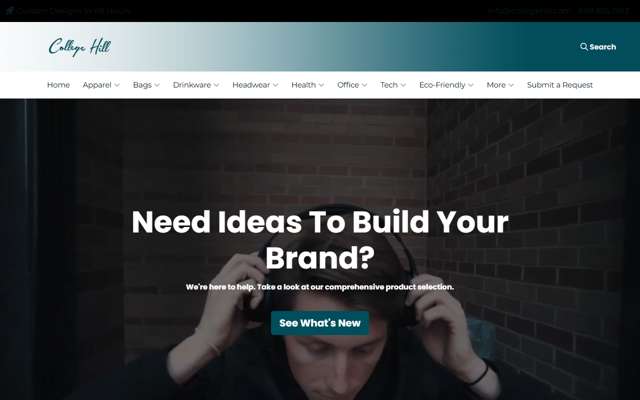 College Hill
Search
Home Apparel Bags Drinkware Headwear Health Office Tech Eco-Friendly More Submit a Request
Need Ideas To Build Your
Brand?
We're here to help. Take a look at our comprehensive product selection.
See What's New